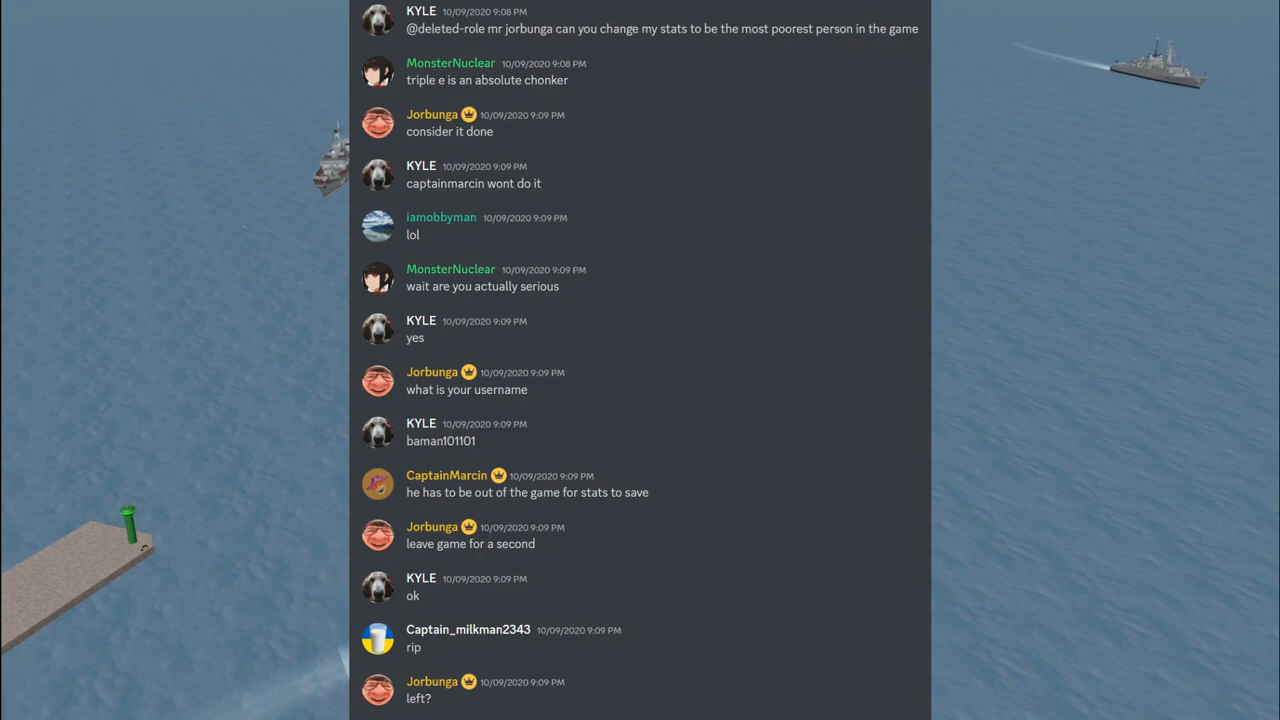 KYLE 10/09/2020 9:08 PM
@deleted-role mr jorbunga can you change my stats to be the most poorest person in the game
MonsterNuclear 10/09/2020 9:08 PM
triple e is an absolute chonker
Jorbunga 10/09/2020 9:09 PM
consider it done
KYLE 10/09/2020 9:09 PM
captainmarcin wont do it
iamobbyman 10/09/2020 9:09 PM
lol
MonsterNuclear 10/09/2020 9:09 PM
wait are you actually serious
KYLE 10/09/2020 9:09 PM
yes
Jorbunga 10/09/2020 9:09 PM
what is your username
KYLE 10/09/2020 9:09 PM
baman101101
CaptainMarcin 10/09/2020 9:09 PM
he has to be out of the game for stats to save
Jorbunga 10/09/2020 9:09 PM
leave game for a second
KYLE 10/09/2020 9:09 PM
ok
Captain_milkman2343 10/09/2020 9:09 PM
rip
Jorbunga 10/09/2020 9:09 PM
left?